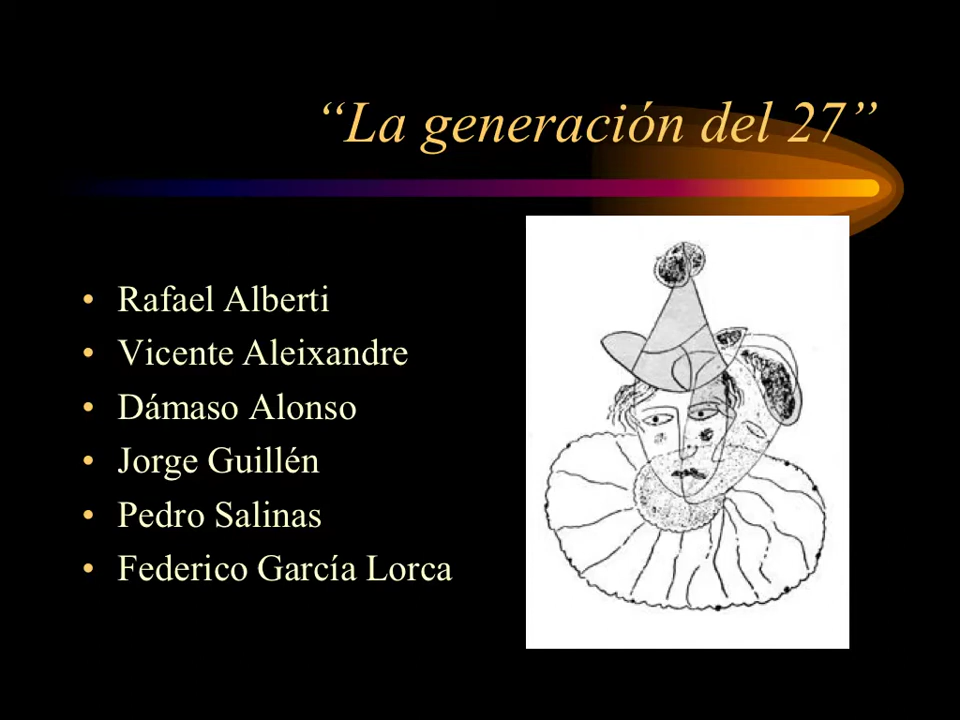 “La generación del 27”
• Rafael Alberti
• Vicente Aleixandre
• Dámaso Alonso
• Jorge Guillén
• Pedro Salinas
• Federico García Lorca